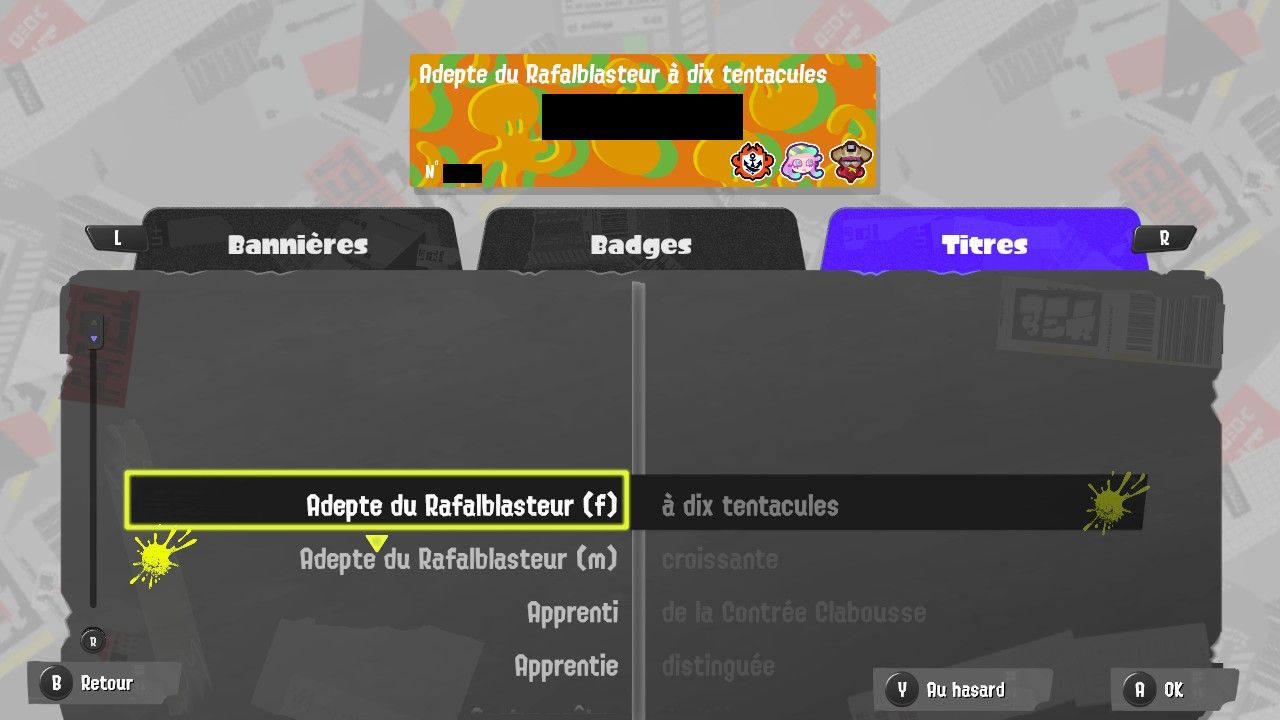 Adepte du Rafalblasteur à dix tentacules
N°
L
Bannières
Badges
Titres
R
Adepte du Rafalblasteur (f)
à dix tentacules
Adepte du Rafalblasteur (m)
croissante
Apprenti
de la Contrée Clabousse
Apprentie
distinguée
R
B Retour
Y Au hasard
A OK